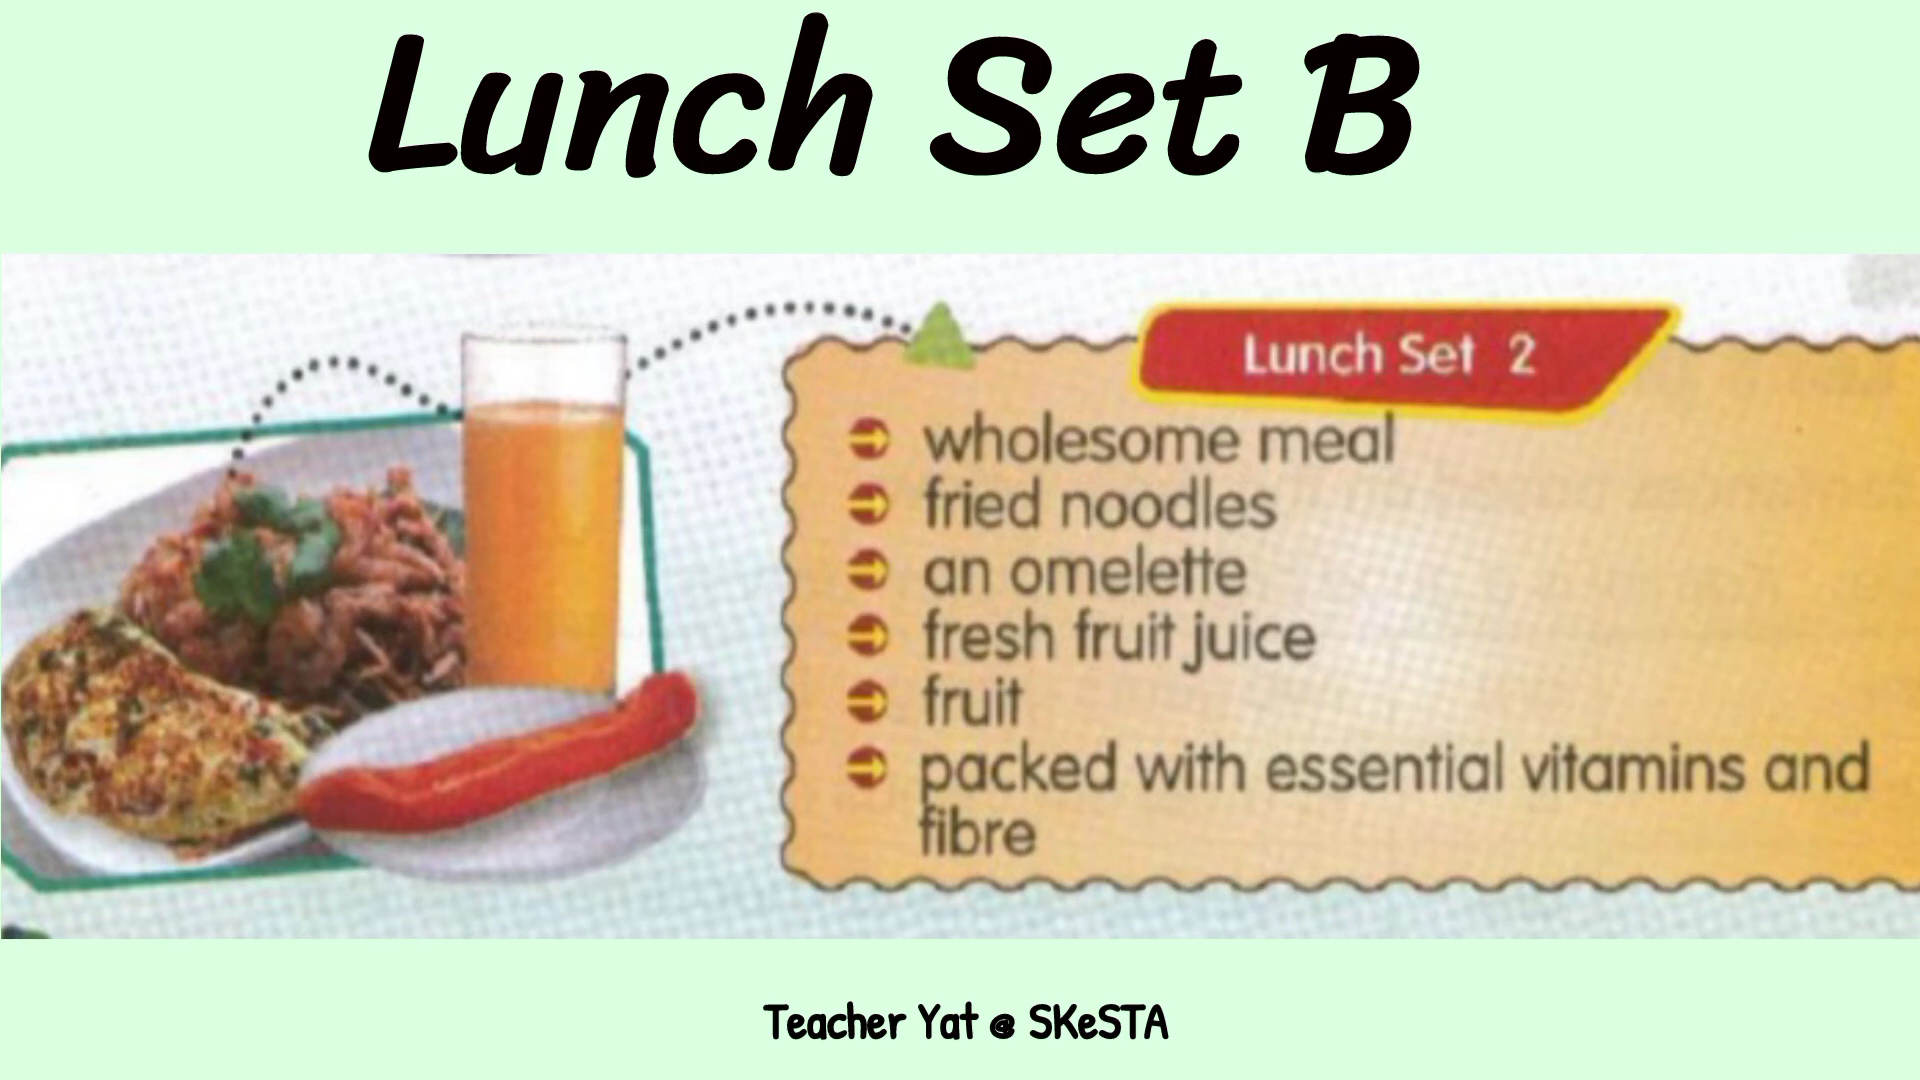 Lunch Set B
Lunch Set 2
wholesome meal
fried noodles
an omelette
fresh fruit juice
fruit
packed with essential vitamins and
fibre
Teacher Yat @ SKeSTA